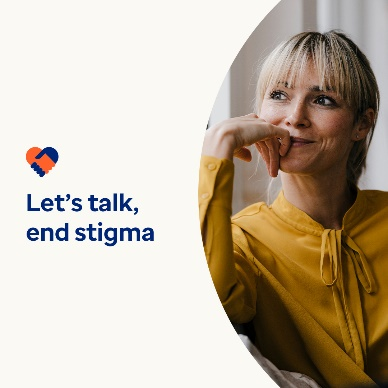 Let's talk,
end stigma